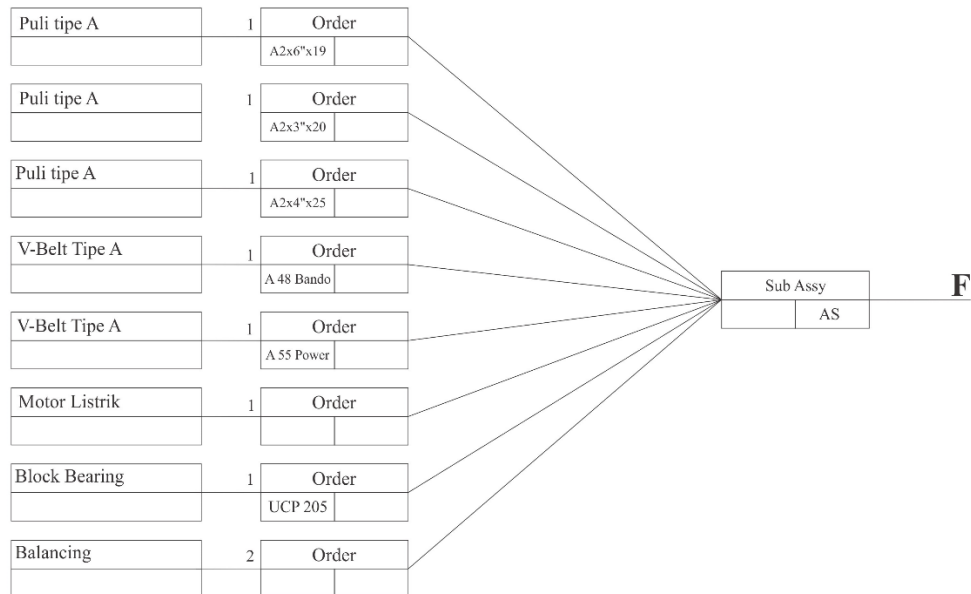 Puli tipe A 1 Order
A2x6"x19
Puli tipe A 1 Order
A2x3"x20
Puli tipe A 1 Order
A2x4"x25
V-Belt Tipe A 1 Order
A 48 Bando
V-Belt Tipe A 1 Order
A 55 Power
Motor Listrik 1 Order
Block Bearing 1 Order
UCP 205
Balancing 2 Order
Sub Assy
AS
F